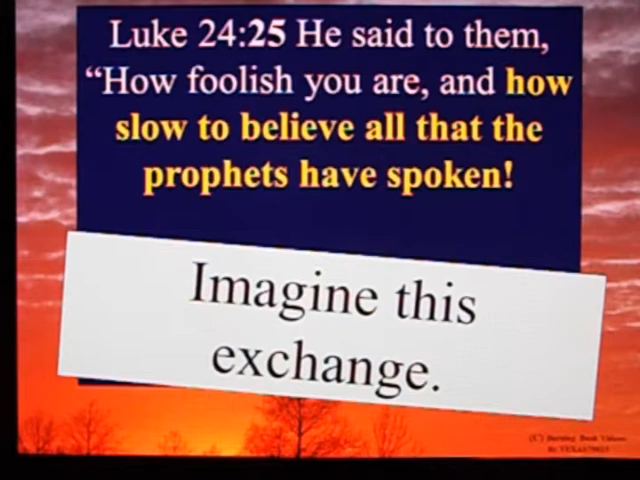 Luke 24:25 He said to them,
“How foolish you are, and how
slow to believe all that the
prophets have spoken!
Imagine this
exchange.